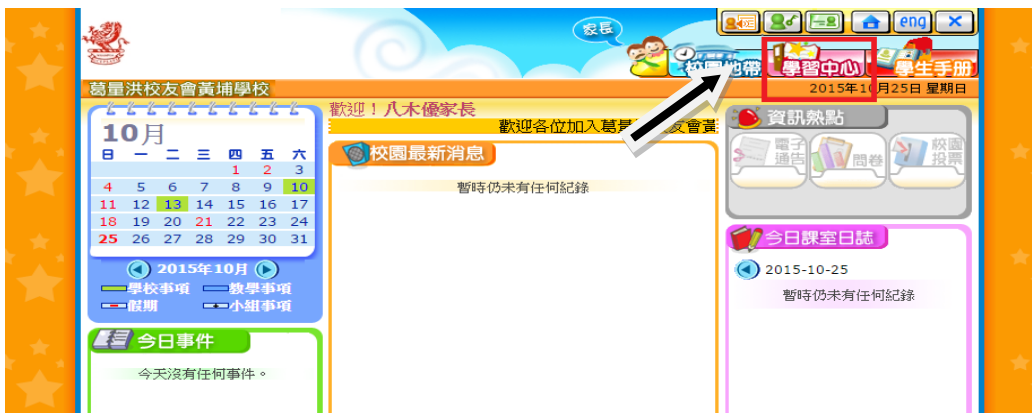 家長
eng
校園地帶
學習中心
學生手册
葛量洪校友會黃埔學校
2015年10月25日 星期日
歡迎！八木優家長
歡迎各位加入葛
友會黃
10月
日 一 二 三 四 五 六
1 2 3
4 5 6 7 8 9 10
11 12 13 14 15 16 17
18 19 20 21 22 23 24
25 26 27 28 29 30 31
2015年10月
學校事項 教學事項
假期 小組事項
今日事件
今天沒有任何事件。
校園最新消息
暫時仍未有任何紀錄
資訊熱點
電子通告
問卷
校園投票
今日課室日誌
2015-10-25
暫時仍未有任何紀錄